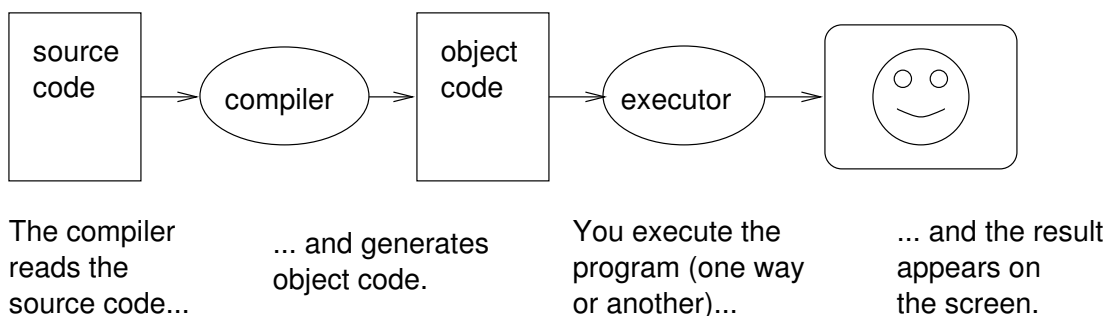 source
code
compiler
object
code
executor
The compiler
reads the
source code...
... and generates
object code.
You execute the
program (one way
or another)...
... and the result
appears on
the screen.